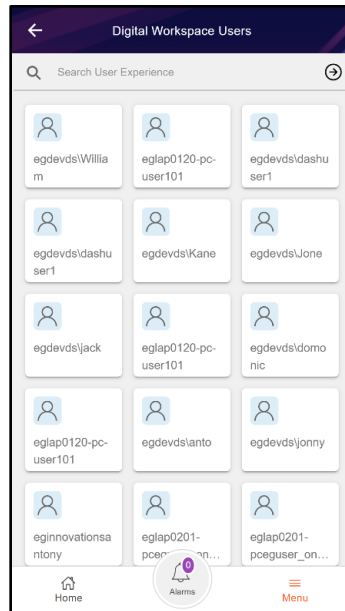 Digital Workspace Users
Search User Experience
egdevds\Willia
m
eglap0120-pc-
user101
egdevds\dashu
ser1
egdevds\dashu
ser1
egdevds\Kane
egdevds\Jone
egdevds\jack
eglap0120-pc-
user101
egdevds\domo
nic
eglap0120-pc-
user101
egdevds\anto
egdevds\jonny
eginnovationsa
ntony
eglap0201-
eglap0201-
pceguser_on...
0
Home
Alarms
Menu